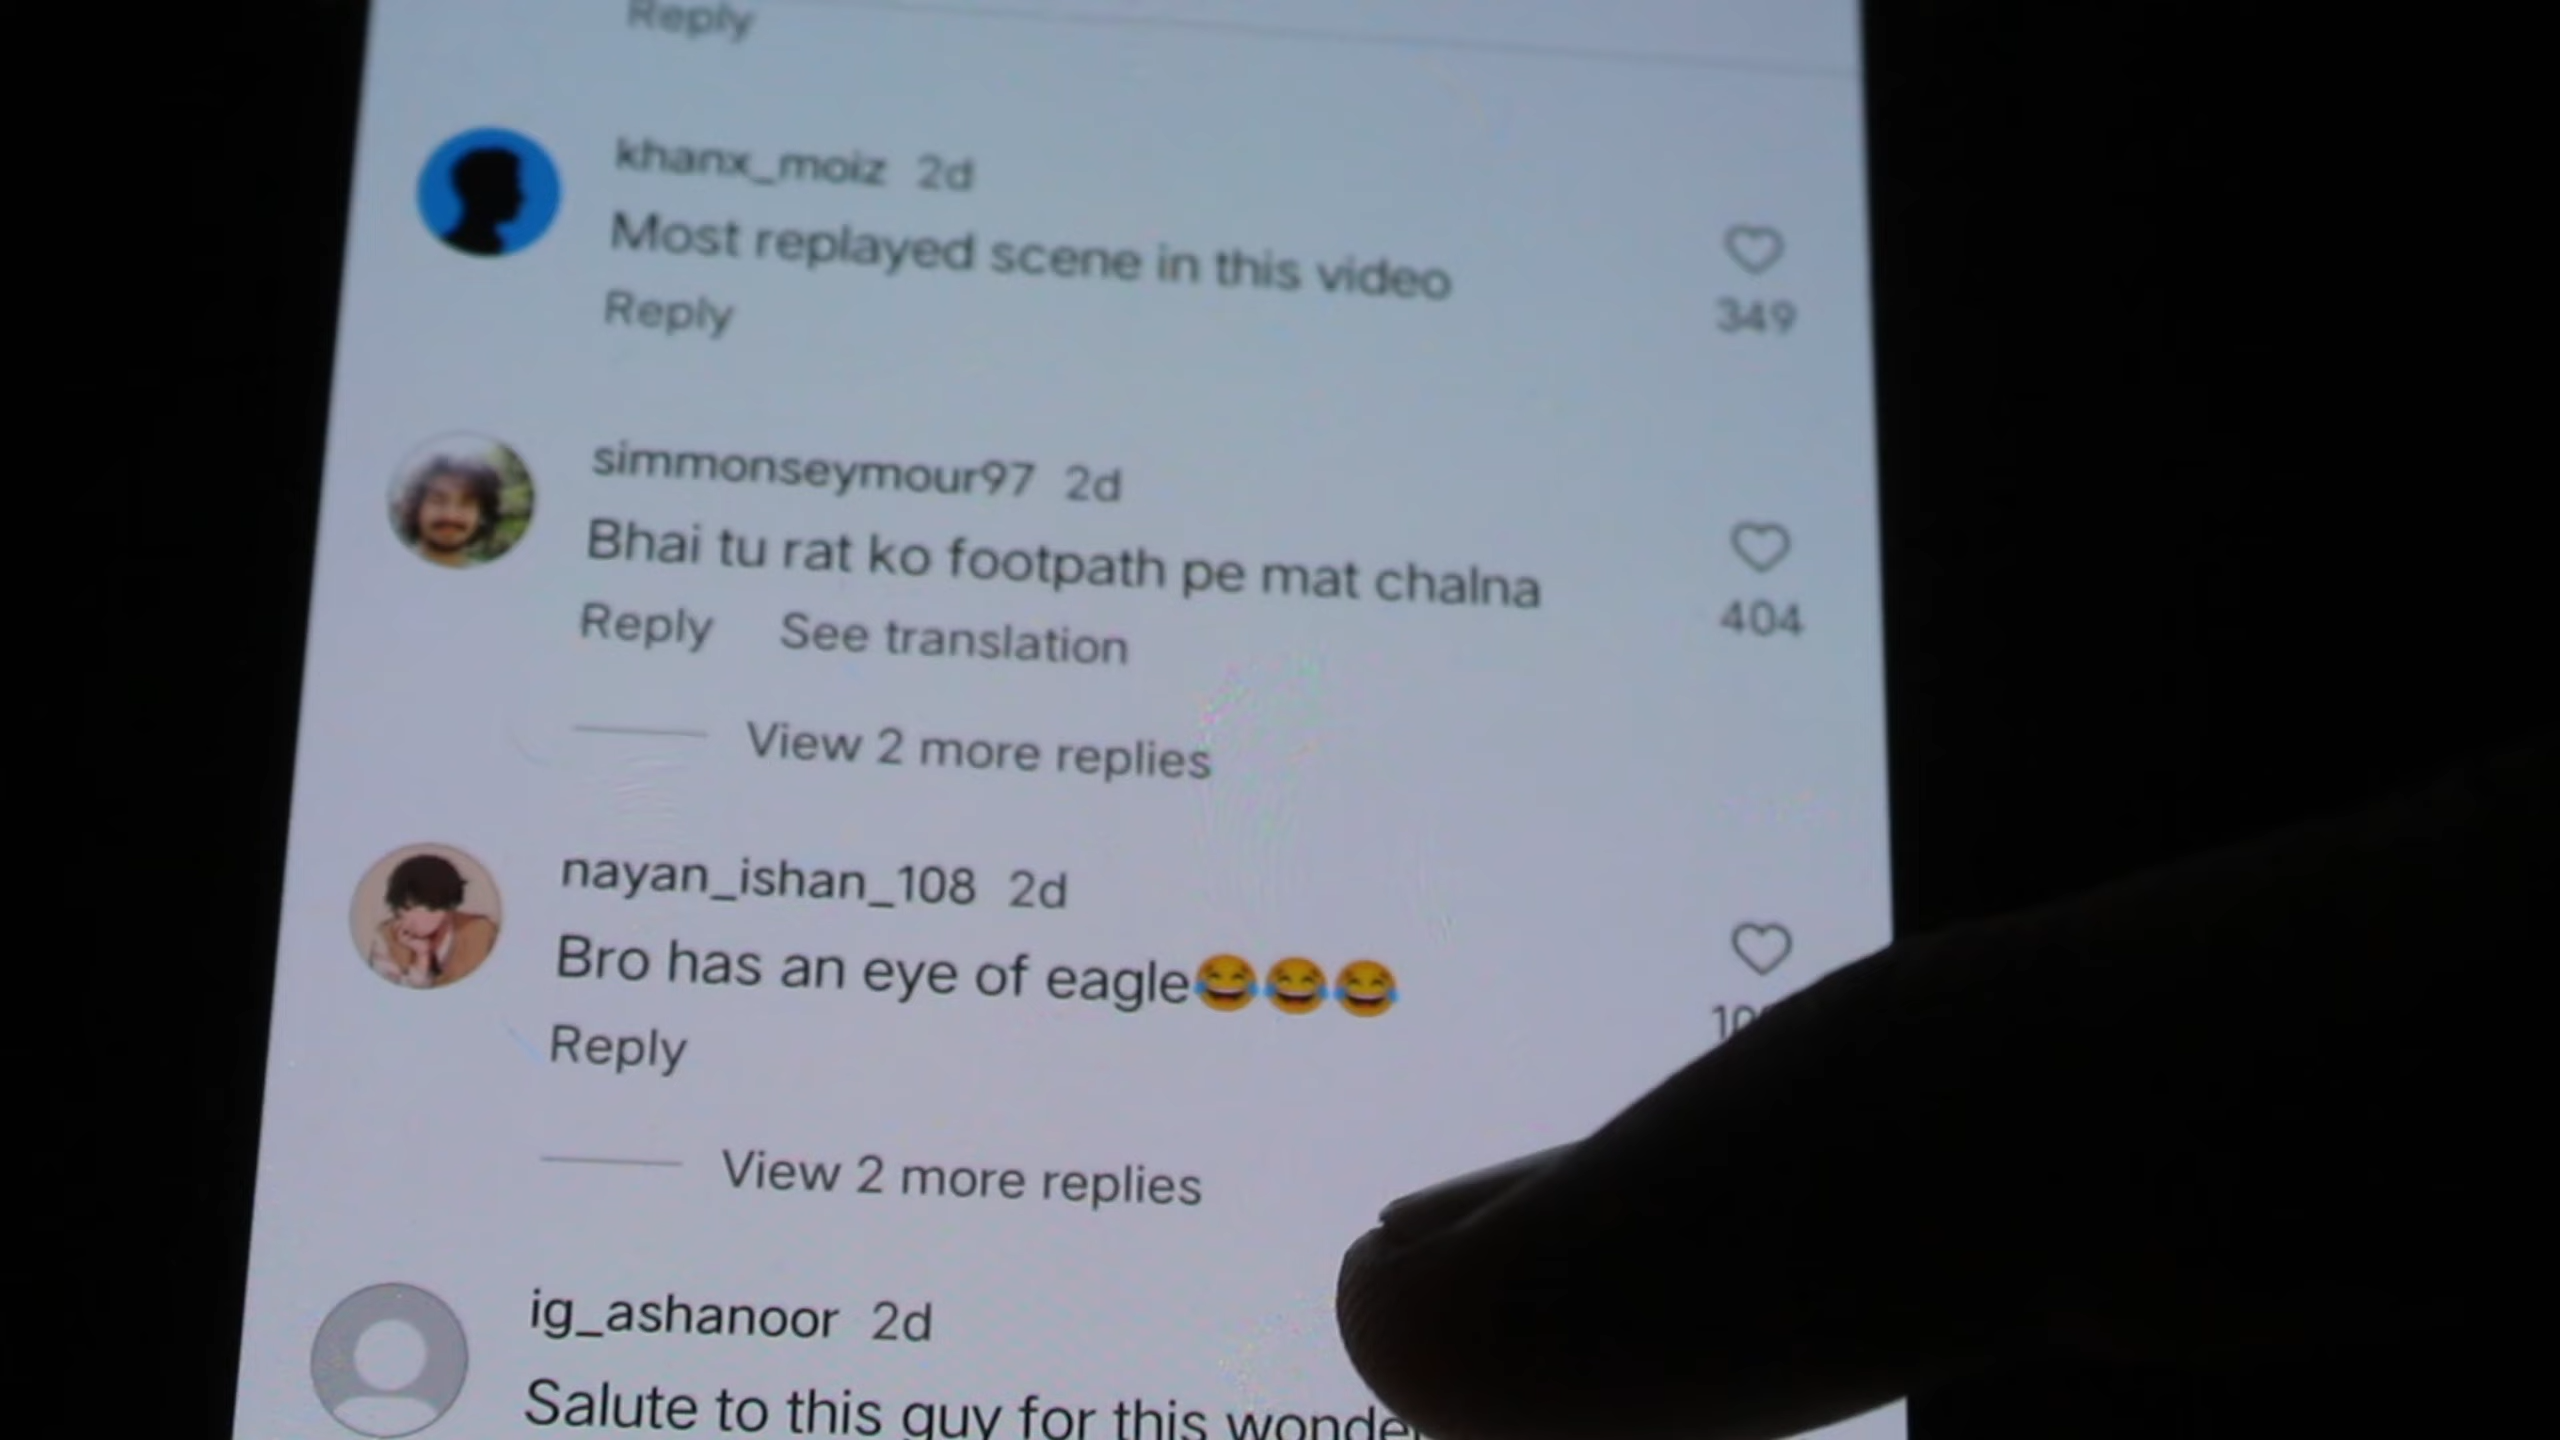 Reply
khanx_moiz 2d
Most replayed scene in this video
349
Reply
simmonseymour97 2d
Bhai tu rat ko footpath pe mat chalna
404
Reply See translation
View 2 more replies
nayan_ishan_108 2d
Bro has an eye of eagle😂😂😂
Reply
View 2 more replies
ig_ashanoor 2d
Salute to this guy for this